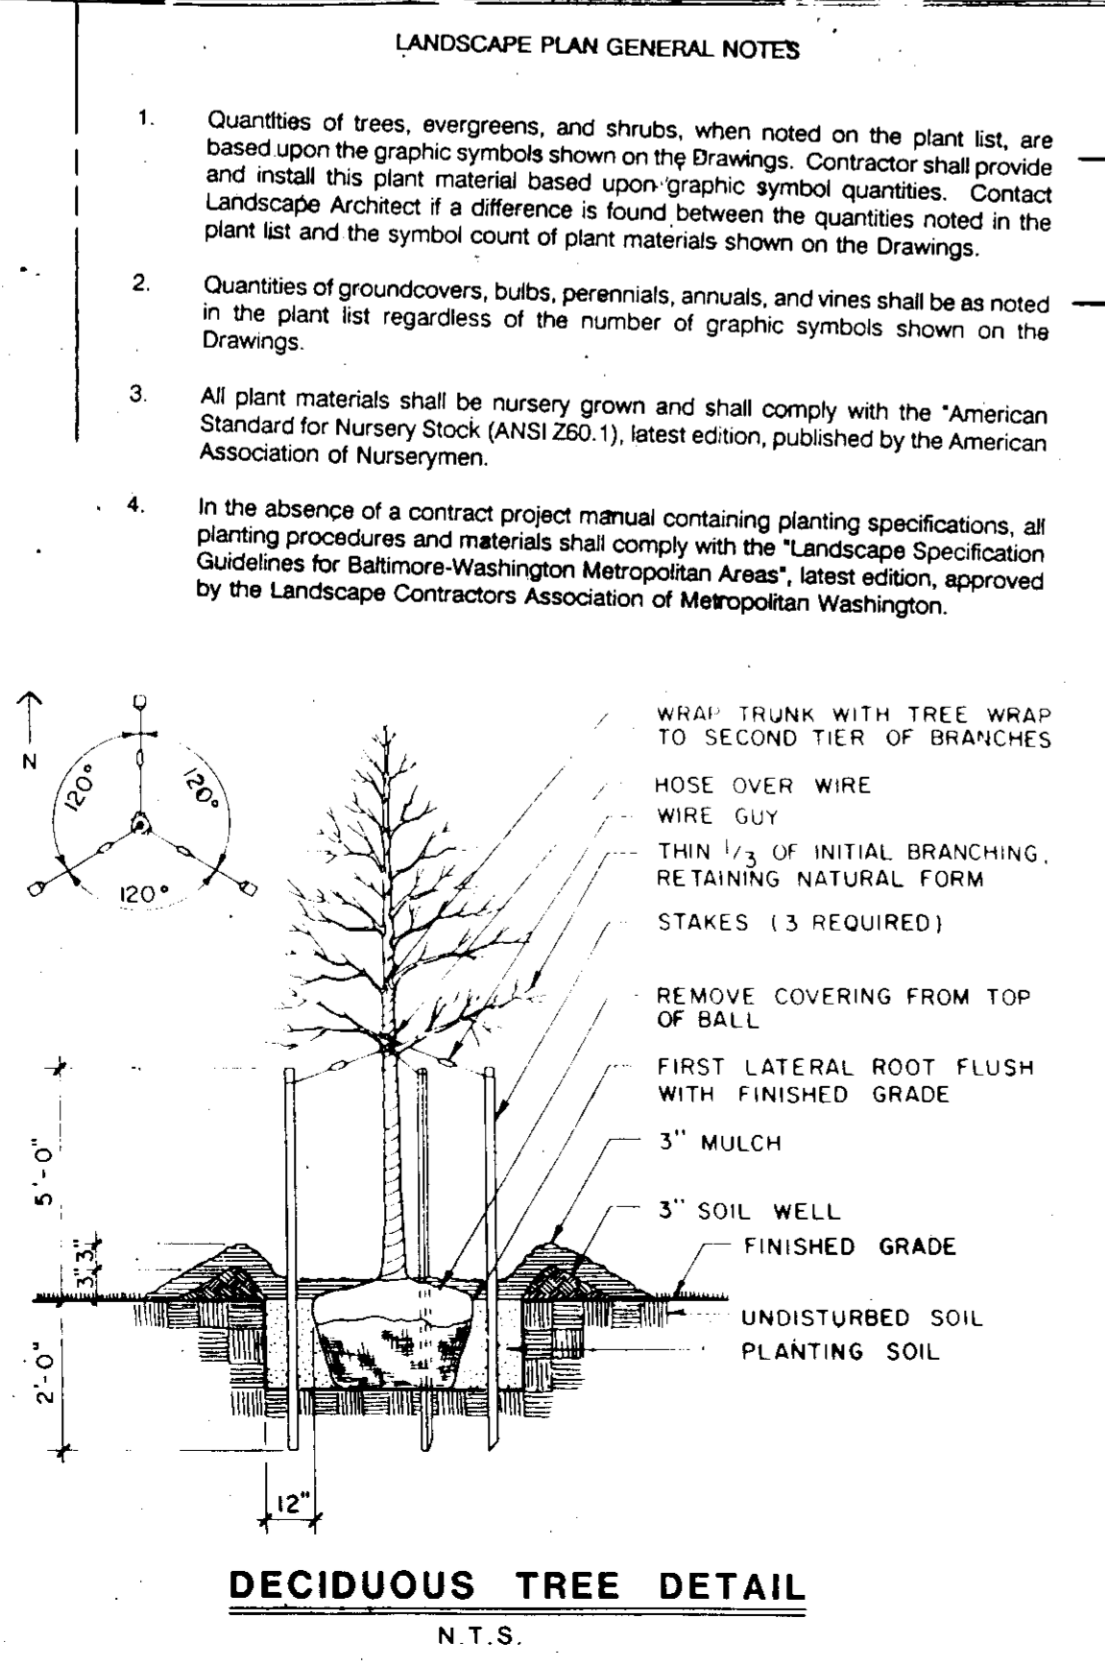 LANDSCAPE PLAN GENERAL NOTES
1. Quantities of trees, evergreens, and shrubs, when noted on the plant list, are
based upon the graphic symbols shown on the Drawings. Contractor shall provide
and install this plant material based upon graphic symbol quantities. Contact
Landscape Architect if a difference is found between the quantities noted in the
plant list and the symbol count of plant materials shown on the Drawings.
2. Quantities of groundcovers, bulbs, perennials, annuals, and vines shall be as noted
in the plant list regardless of the number of graphic symbols shown on the
Drawings.
3. All plant materials shall be nursery grown and shall comply with the "American
Standard for Nursery Stock (ANSI Z60.1), latest edition, published by the American
Association of Nurserymen.
4. In the absence of a contract project manual containing planting specifications, all
planting procedures and materials shall comply with the "Landscape Specification
Guidelines for Baltimore-Washington Metropolitan Areas", latest edition, approved
by the Landscape Contractors Association of Metropolitan Washington.
N
120°
120°
120°
WRAP TRUNK WITH TREE WRAP
TO SECOND TIER OF BRANCHES
HOSE OVER WIRE
WIRE GUY
THIN 1/3 OF INITIAL BRANCHING,
RETAINING NATURAL FORM
STAKES (3 REQUIRED)
REMOVE COVERING FROM TOP
OF BALL
FIRST LATERAL ROOT FLUSH
WITH FINISHED GRADE
3" MULCH
3" SOIL WELL
FINISHED GRADE
UNDISTURBED SOIL
PLANTING SOIL
5'-0"
3" 3"
2'-0"
12"
DECIDUOUS TREE DETAIL
N.T.S.